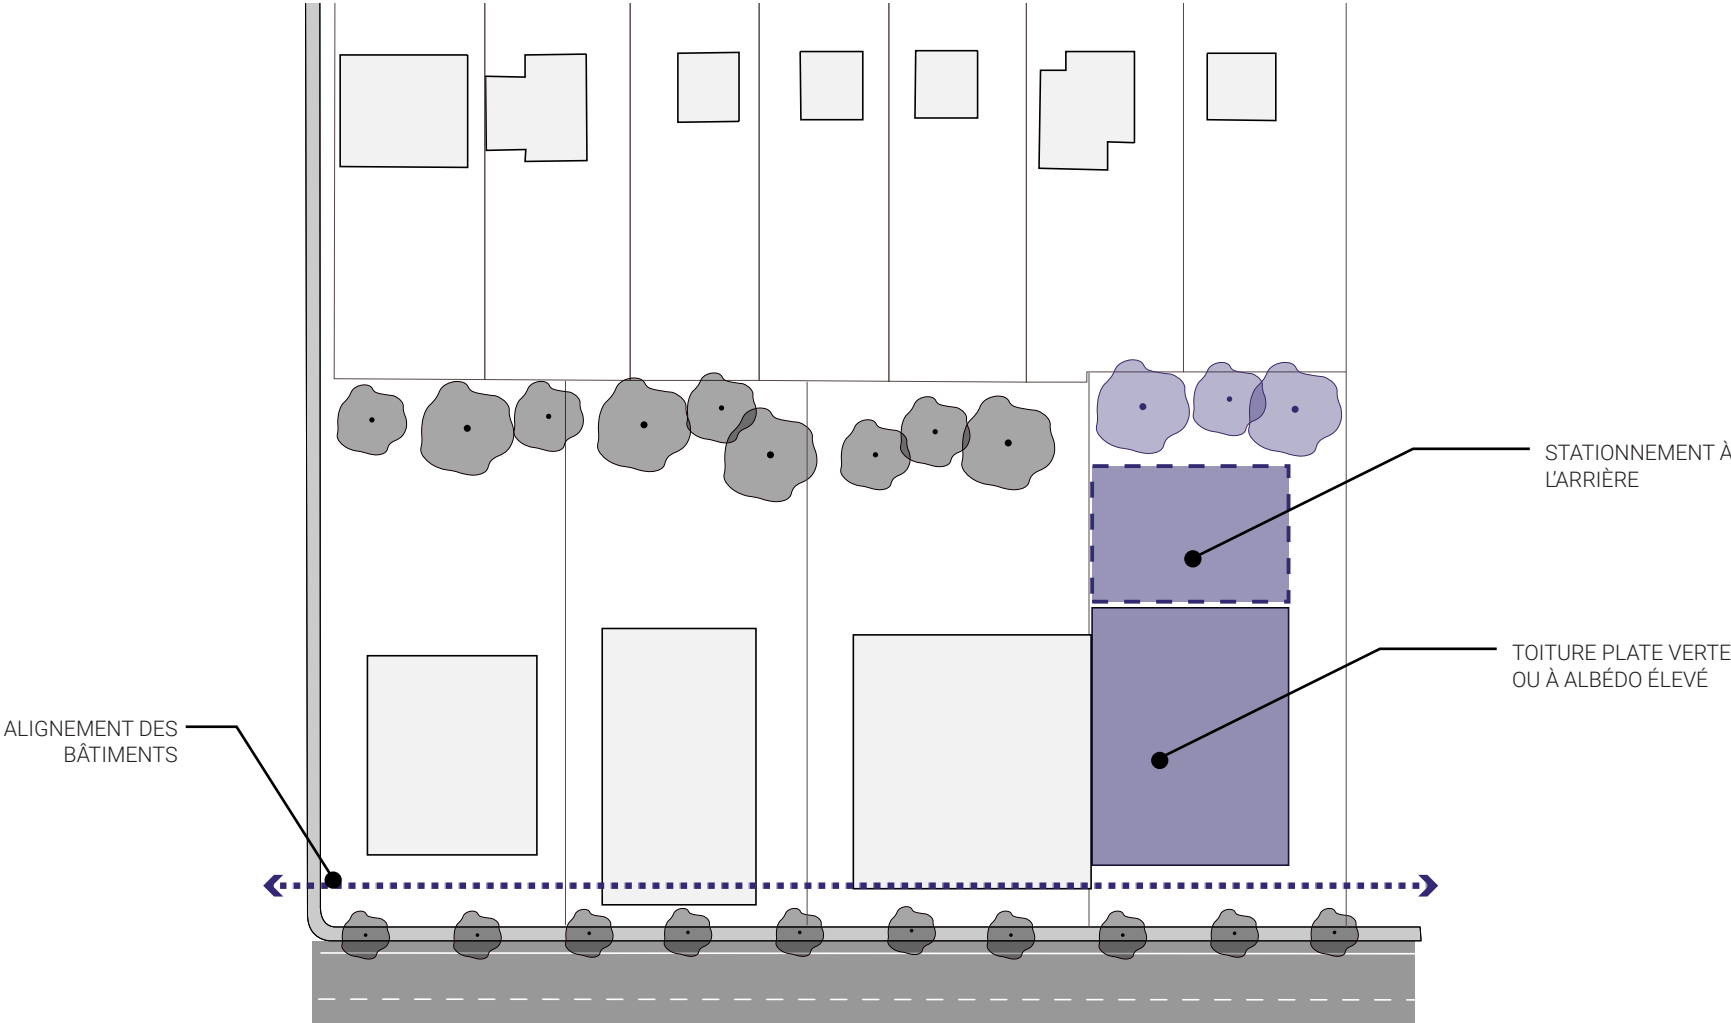 STATIONNEMENT À
L'ARRIÈRE
TOITURE PLATE VERTE
OU À ALBÉDO ÉLEVÉ
ALIGNEMENT DES
BÂTIMENTS